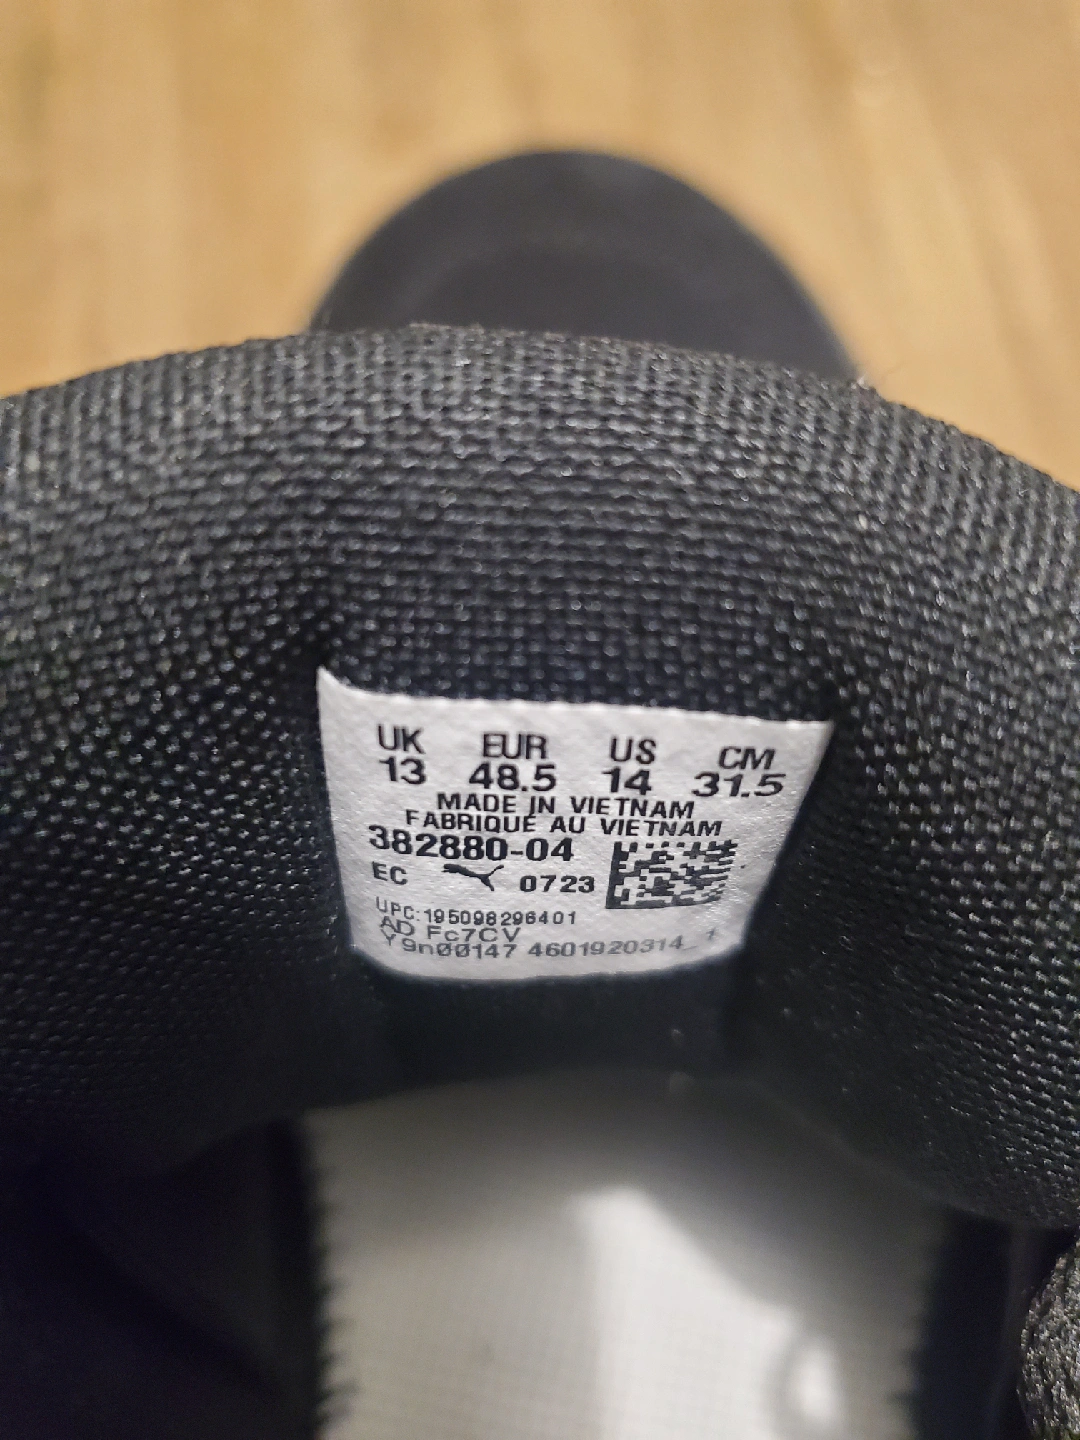 UK EUR US CM
13 48.5 14 31.5
MADE IN VIETNAM
FABRIQUE AU VIETNAM
382880-04
EC 0723
UPC:195098296401
AD Fc7CV
Y9n00147 4601920314_1